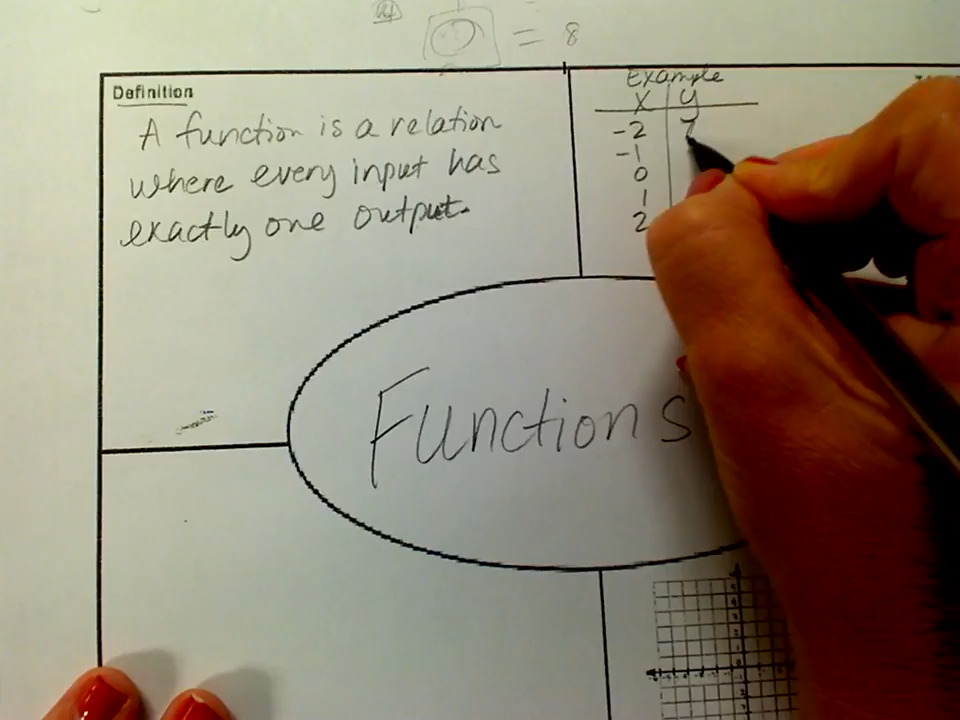 = 8
Definition
A function is a relation
where every input has
exactly one output.
Example
x y
-2 7
-1
0
1
2
Functions